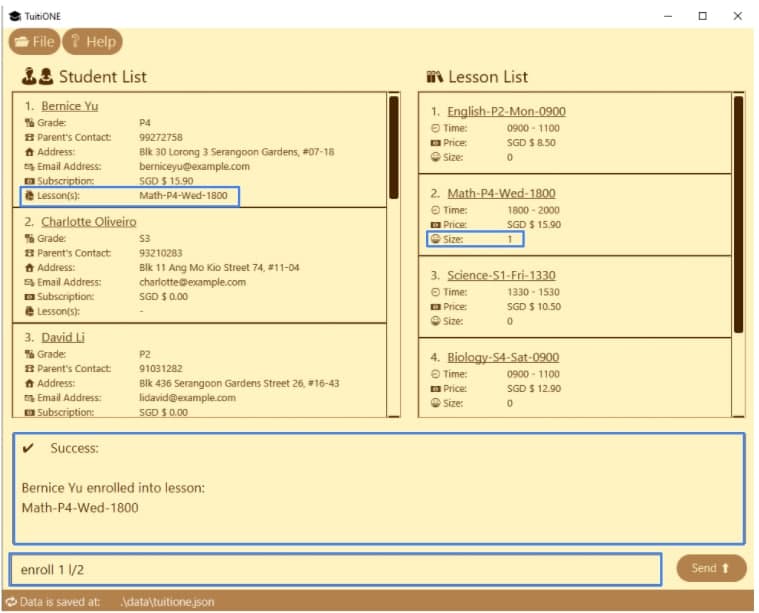 TuitiONE
File
Help
Student List
1. Bernice Yu
Grade: P4
Parent's Contact: 99272758
Address: Blk 30 Lorong 3 Serangoon Gardens, #07-18
Email Address: berniceyu@example.com
Subscription: SGD $ 15.90
Lesson(s): Math-P4-Wed-1800
2. Charlotte Oliveiro
Grade: S3
Parent's Contact: 93210283
Address: Blk 11 Ang Mo Kio Street 74, #11-04
Email Address: charlotte@example.com
Subscription: SGD $ 0.00
Lesson(s): -
3. David Li
Grade: P2
Parent's Contact: 91031282
Address: Blk 436 Serangoon Gardens Street 26, #16-43
Email Address: lidavid@example.com
Subscription: SGD $ 0.00
Lesson List
1. English-P2-Mon-0900
Time: 0900 - 1100
Price: SGD $ 8.50
Size: 0
2. Math-P4-Wed-1800
Time: 1800 - 2000
Price: SGD $ 15.90
Size: 1
3. Science-S1-Fri-1330
Time: 1330 - 1530
Price: SGD $ 10.50
Size: 0
4. Biology-S4-Sat-0900
Time: 0900 - 1100
Price: SGD $ 12.90
Size: 0
✔ Success:
Bernice Yu enrolled into lesson:
Math-P4-Wed-1800
enroll 1 l/2
Send
Data is saved at: .\data\tuitione.json